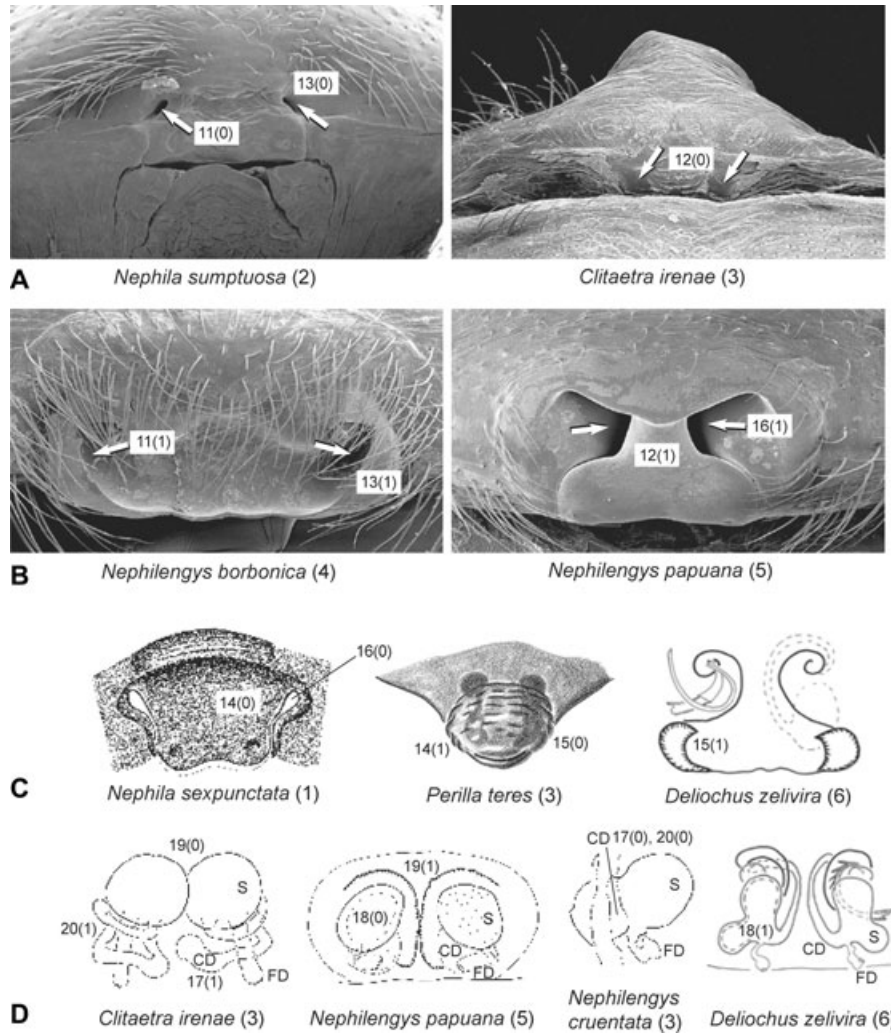 13(0)
11(0)
12(0)
A
Nephila sumptuosa (2)
Clitaetra irenae (3)
11(1)
13(1)
16(1)
12(1)
B
Nephilengys borbonica (4)
Nephilengys papuana (5)
16(0)
14(0)
14(1)
15(0)
15(1)
C
Nephila sexpunctata (1)
Perilla teres (3)
Deliochus zelivira (6)
19(0)
S
20(1)
CD
17(1)
FD
19(1)
18(0)
S
CD
FD
CD 17(0), 20(0)
S
FD
18(1)
CD
S
FD
D
Clitaetra irenae (3)
Nephilengys papuana (5)
Nephilengys
cruentata (3)
Deliochus zelivira (6